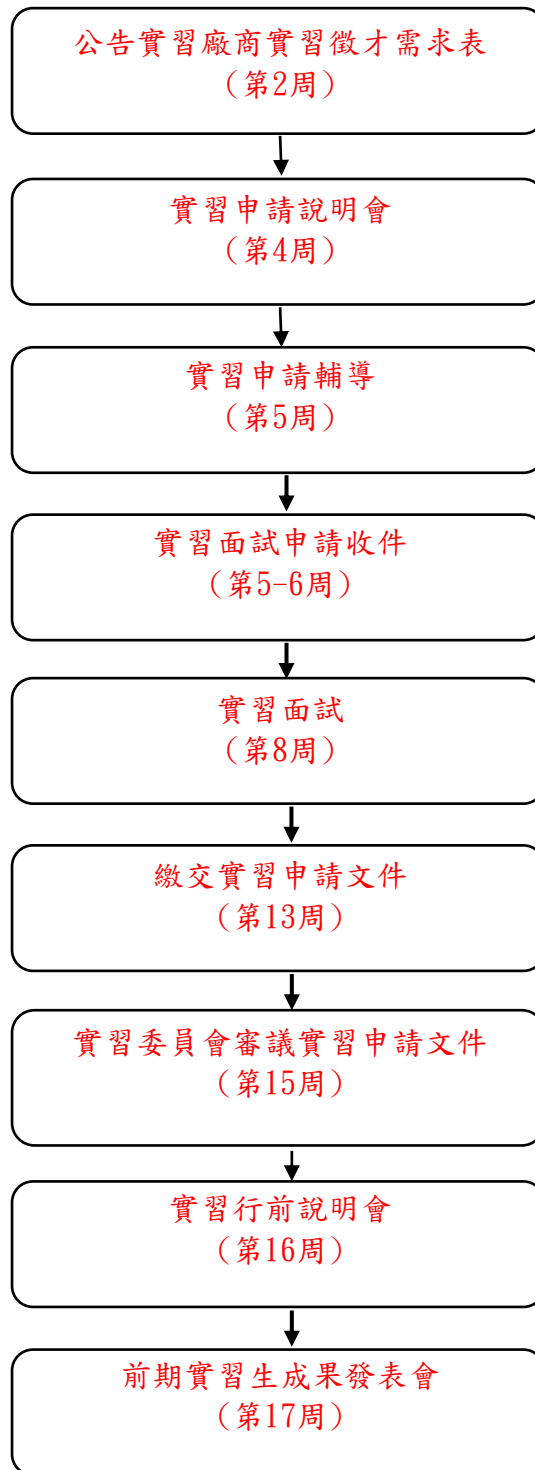 公告實習廠商實習徵才需求表
（第2周）
實習申請說明會
（第4周）
實習申請輔導
（第5周）
實習面試申請收件
（第5-6周）
實習面試
（第8周）
繳交實習申請文件
（第13周）
實習委員會審議實習申請文件
（第15周）
實習行前說明會
（第16周）
前期實習生成果發表會
（第17周）